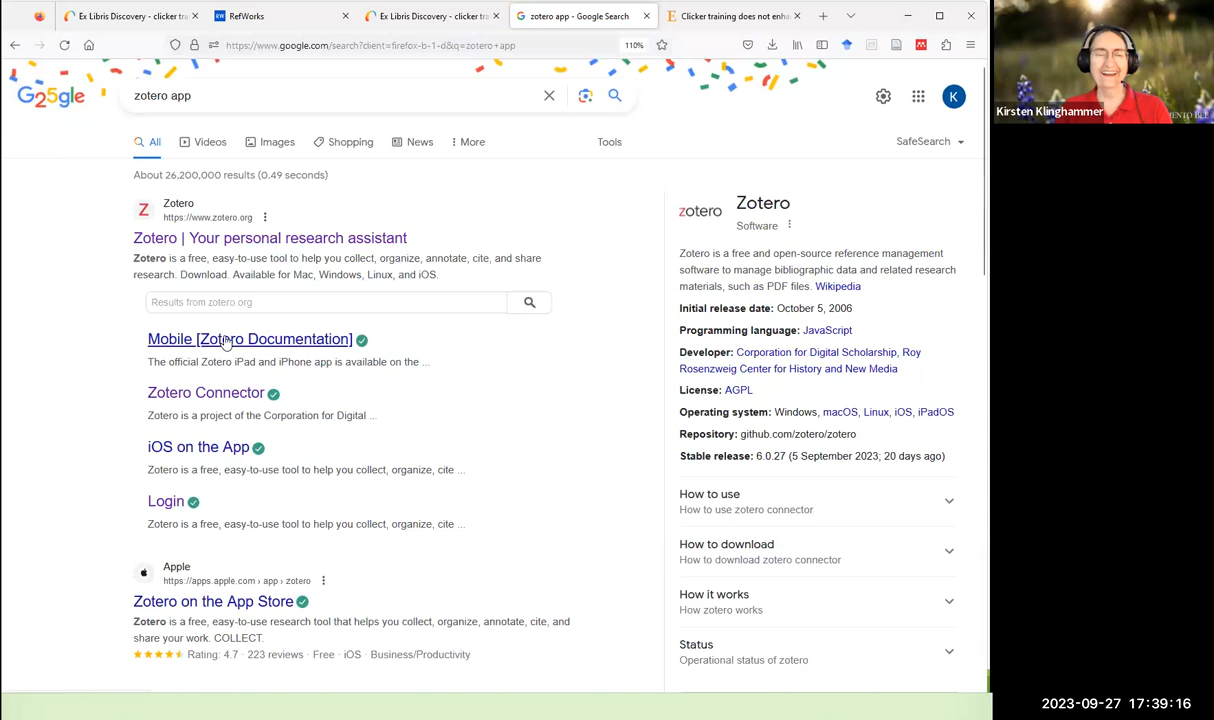 Ex Libris Discovery - clicker tra
RefWorks
Ex Libris Discovery - clicker tra
zotero app - Google Search
Clicker training does not enha
https://www.google.com/search?client=firefox-b-1-d&q=zotero+app
110%
G25gle
zotero app
K
All
Videos
Images
Shopping
News
More
Tools
SafeSearch
About 26,200,000 results (0.49 seconds)
Z
Zotero
https://www.zotero.org
Zotero | Your personal research assistant
Zotero is a free, easy-to-use tool to help you collect, organize, annotate, cite, and share
research. Download. Available for Mac, Windows, Linux, and iOS.
Results from zotero.org
Mobile [Zotero Documentation]
The official Zotero iPad and iPhone app is available on the ...
Zotero Connector
Zotero is a project of the Corporation for Digital ...
iOS on the App
Zotero is a free, easy-to-use tool to help you collect, organize, cite ...
Login
Zotero is a free, easy-to-use tool to help you collect, organize, cite ...
Apple
https://apps.apple.com › app › zotero
Zotero on the App Store
Zotero is a free, easy-to-use research tool that helps you collect, organize, annotate, cite, and
share your work. COLLECT.
Rating: 4.7 · 223 reviews · Free · iOS · Business/Productivity
zotero
Zotero
Software
Zotero is a free and open-source reference management
software to manage bibliographic data and related research
materials, such as PDF files. Wikipedia
Initial release date: October 5, 2006
Programming language: JavaScript
Developer: Corporation for Digital Scholarship, Roy
Rosenzweig Center for History and New Media
License: AGPL
Operating system: Windows, macOS, Linux, iOS, iPadOS
Repository: github.com/zotero/zotero
Stable release: 6.0.27 (5 September 2023; 20 days ago)
How to use
How to use zotero connector
How to download
How to download zotero connector
How it works
How zotero works
Status
Operational status of zotero
Kirsten Klinghammer
2023-09-27 17:39:16